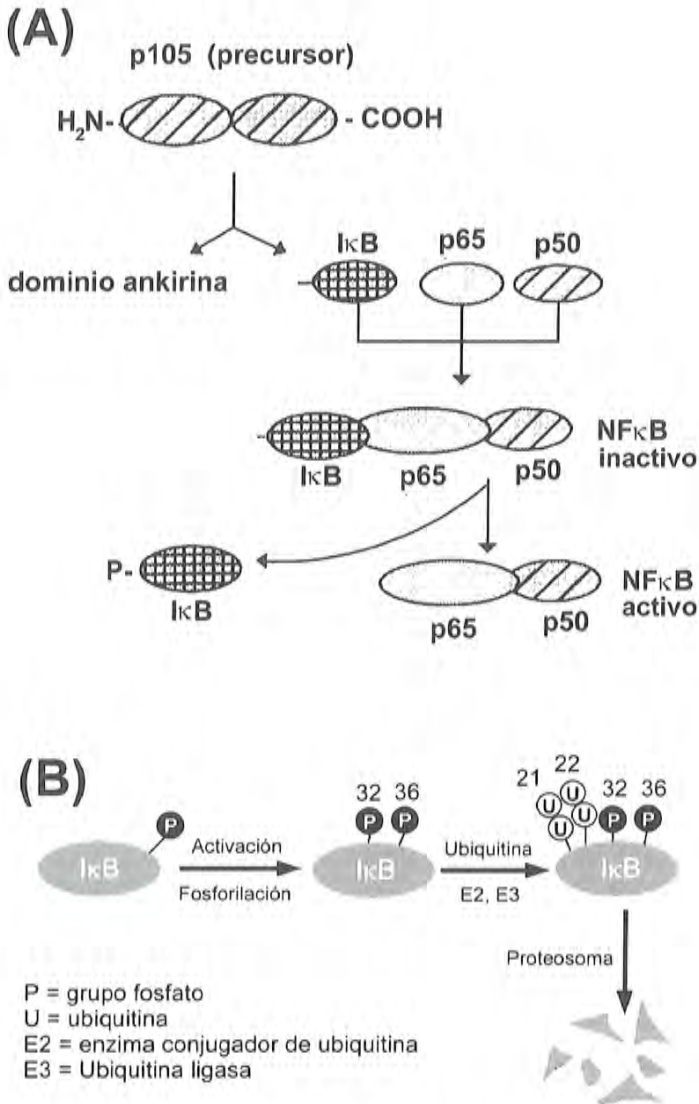 (A)
p105 (precursor)
H₂N- - COOH
dominio ankirina
IκB p65 p50
IκB p65 p50
NFκB
inactivo
P-
IκB
p65 p50
NFκB
activo
(B)
P
IκB
Activación
Fosforilación
32 36
P P
IκB
Ubiquitina
E2, E3
21 22 32 36
U U U U P P
IκB
Proteosoma
P = grupo fosfato
U = ubiquitina
E2 = enzima conjugador de ubiquitina
E3 = Ubiquitina ligasa